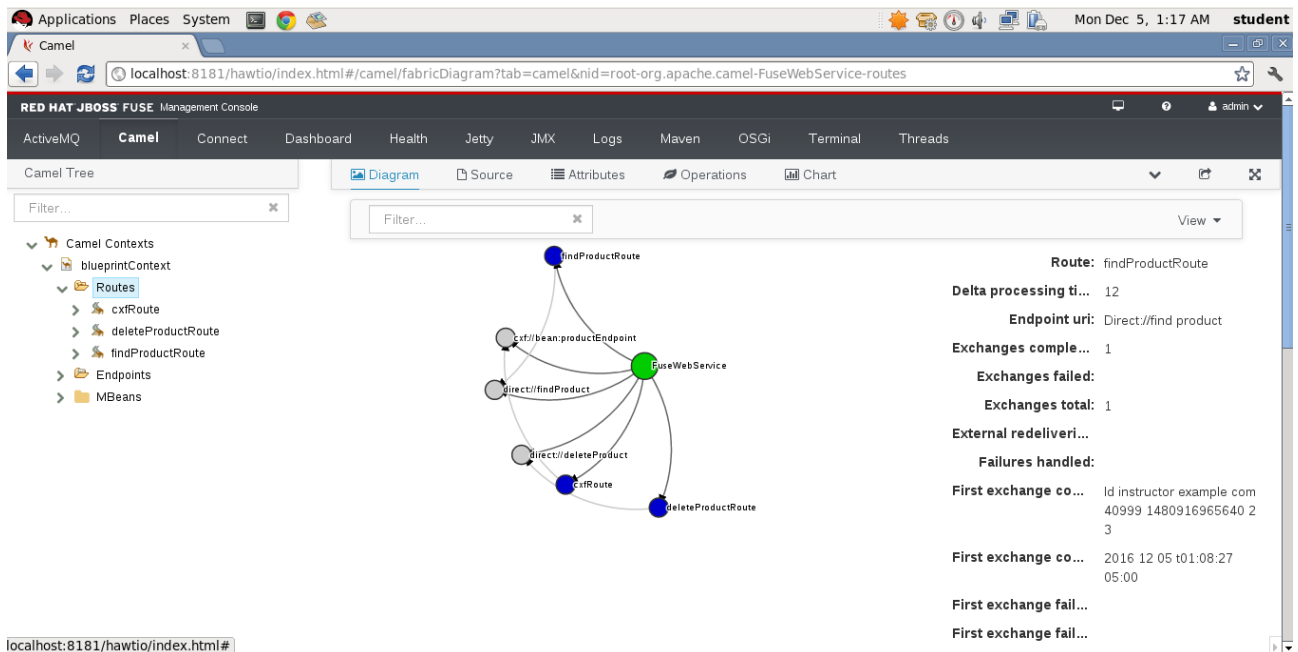 Applications Places System Mon Dec 5, 1:17 AM student
Camel
localhost:8181/hawtio/index.html#/camel/fabricDiagram?tab=camel&nid=root-org.apache.camel-FuseWebService-routes
RED HAT JBOSS FUSE Management Console admin
ActiveMQ Camel Connect Dashboard Health Jetty JMX Logs Maven OSGi Terminal Threads
Camel Tree
Diagram Source Attributes Operations Chart
Filter...
Filter...
View
Camel Contexts
blueprintContext
Routes
cxfRoute
deleteProductRoute
findProductRoute
Endpoints
MBeans
findProductRoute
cxf://bean:productEndpoint
FuseWebService
direct://findProduct
direct://deleteProduct
cxfRoute
deleteProductRoute
Route: findProductRoute
Delta processing ti... 12
Endpoint uri: Direct://find product
Exchanges comple... 1
Exchanges failed:
Exchanges total: 1
External redeliveri...
Failures handled:
First exchange co... Id instructor example com
40999 1480916965640 2
3
First exchange co... 2016 12 05 t01:08:27
05:00
First exchange fail...
First exchange fail...
localhost:8181/hawtio/index.html#